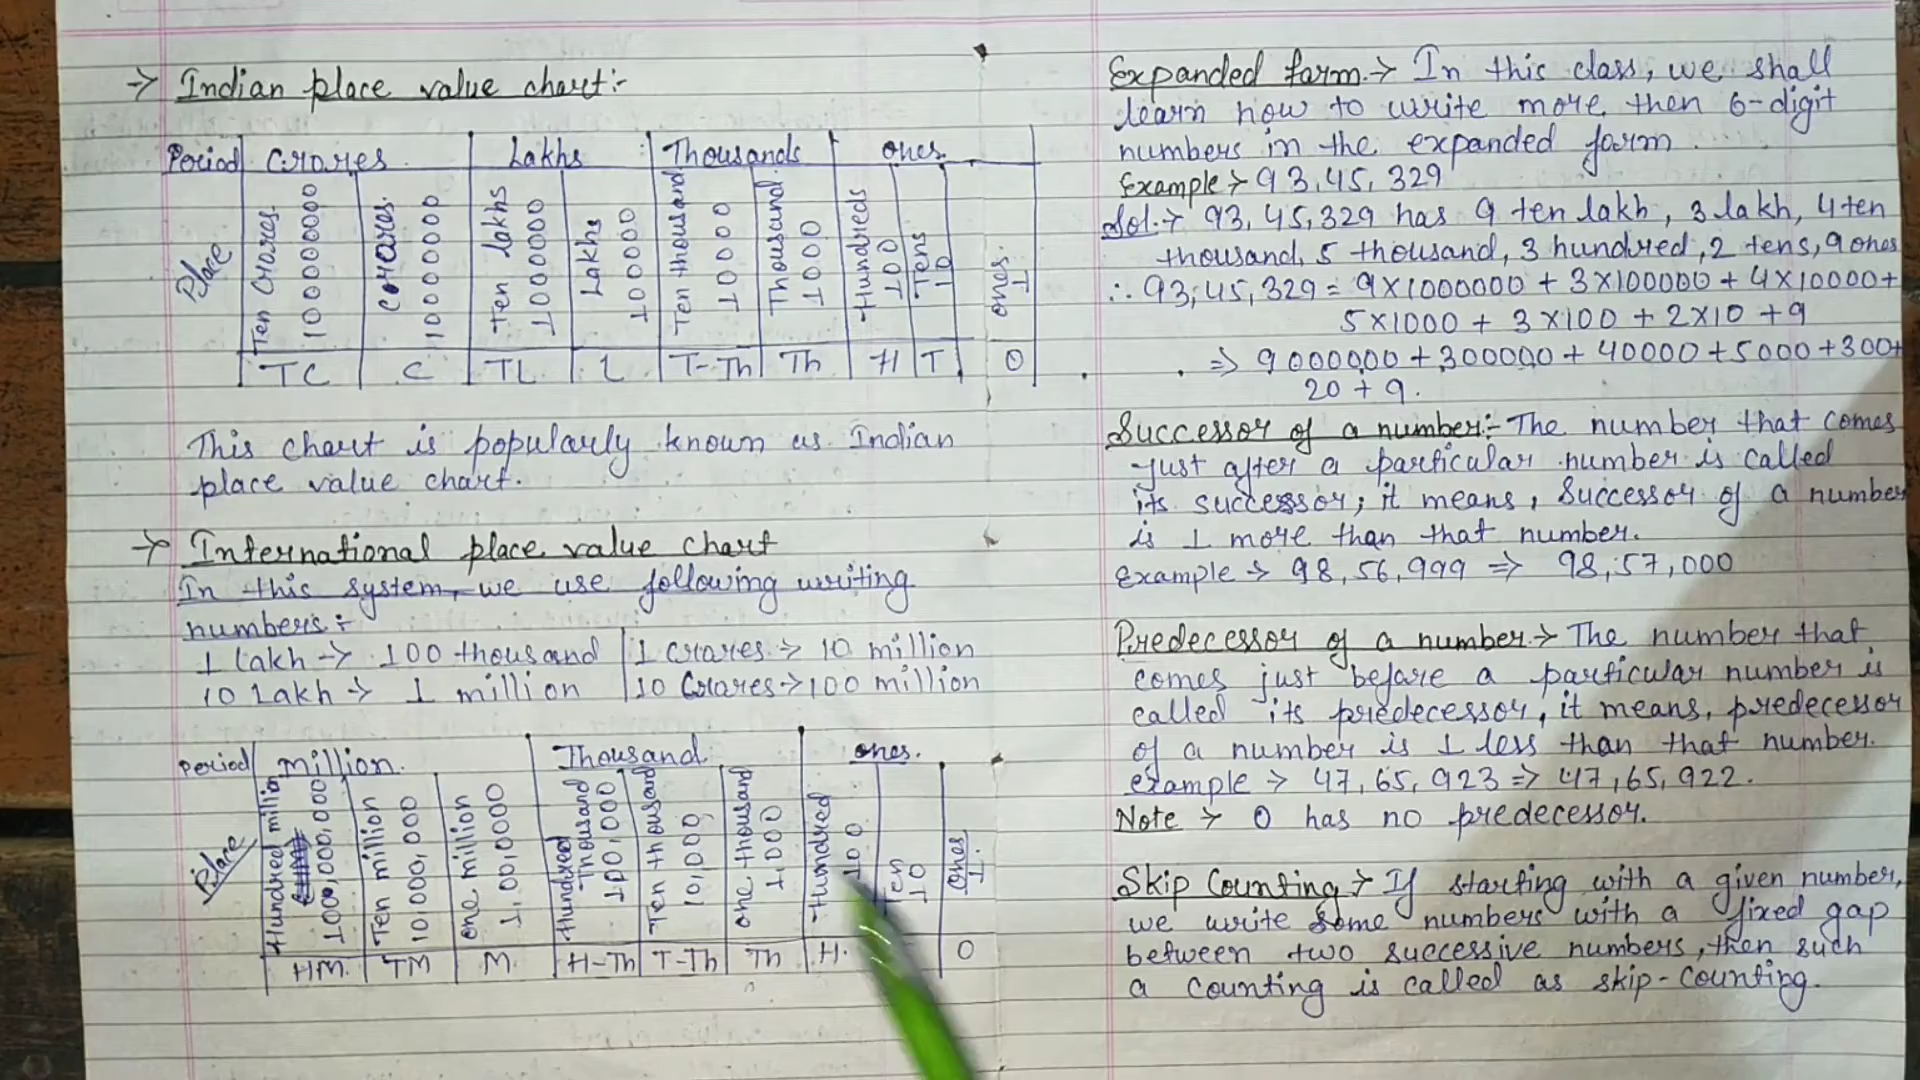 → Indian place value chart:-
Period Crores Lakhs Thousands ones.
Place Ten Crores. 100000000 crores. 10000000 Ten lakhs 1000000 Lakhs 100000 Ten thousand 10000 Thousand 1000 Hundreds 100 Tens 10 ones. 1
TC C TL L T-Th Th H T O
This chart is popularly known as Indian
place value chart.
→ International place value chart
In this system, we use following writing
numbers:-
1 lakh → 100 thousand | 1 crores → 10 million
10 Lakh → 1 million | 10 Crores → 100 million
Period million. Thousand ones.
Place Hundred million 100,000,000 Ten million 10,000,000 one million 1,00,0000 Hundred Thousand 100,000 Ten thousand 10,000 one thousand 1,000 Hundred 100 Ten 10 ones 1.
HM. TM M. H-Th T-Th Th H. O
Expanded form → In this class, we shall
learn how to write more then 6-digit
numbers in the expanded form.
Example → 93,45,329
Sol. → 93,45,329 has 9 ten lakh, 3 lakh, 4 ten
thousand, 5 thousand, 3 hundred, 2 tens, 9 ones
∴ 93,45,329 = 9×1000000 + 3×100000 + 4×10000+
5×1000 + 3×100 + 2×10 + 9
⇒ 9000000 + 300000 + 40000 + 5000 + 300+
20 + 9.
Successor of a number:- The number that comes
just after a particular number is called
its successor; it means, Successor of a number
is 1 more than that number.
Example → 98,56,999 ⇒ 98,57,000
Predecessor of a number → The number that
comes just before a particular number is
called its predecessor, it means, predecessor
of a number is 1 less than that number.
example → 47,65,923 ⇒ 47,65,922.
Note → 0 has no predecessor.
Skip Counting → If starting with a given number,
we write some numbers with a fixed gap
between two successive numbers, then such
a counting is called as skip-counting.